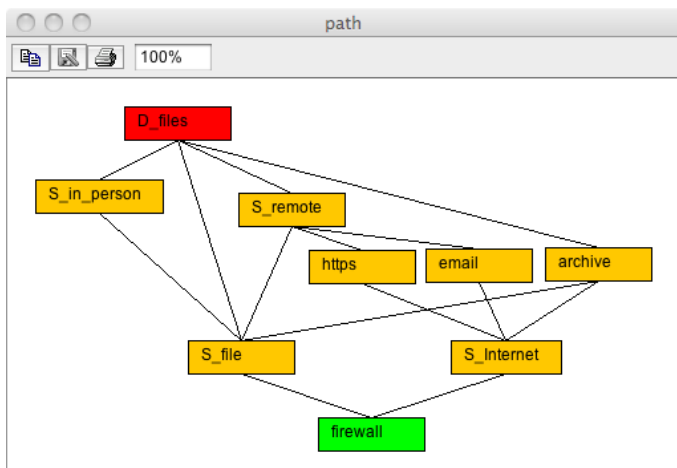 path
100%
D_files
S_in_person
S_remote
https
email
archive
S_file
S_Internet
firewall